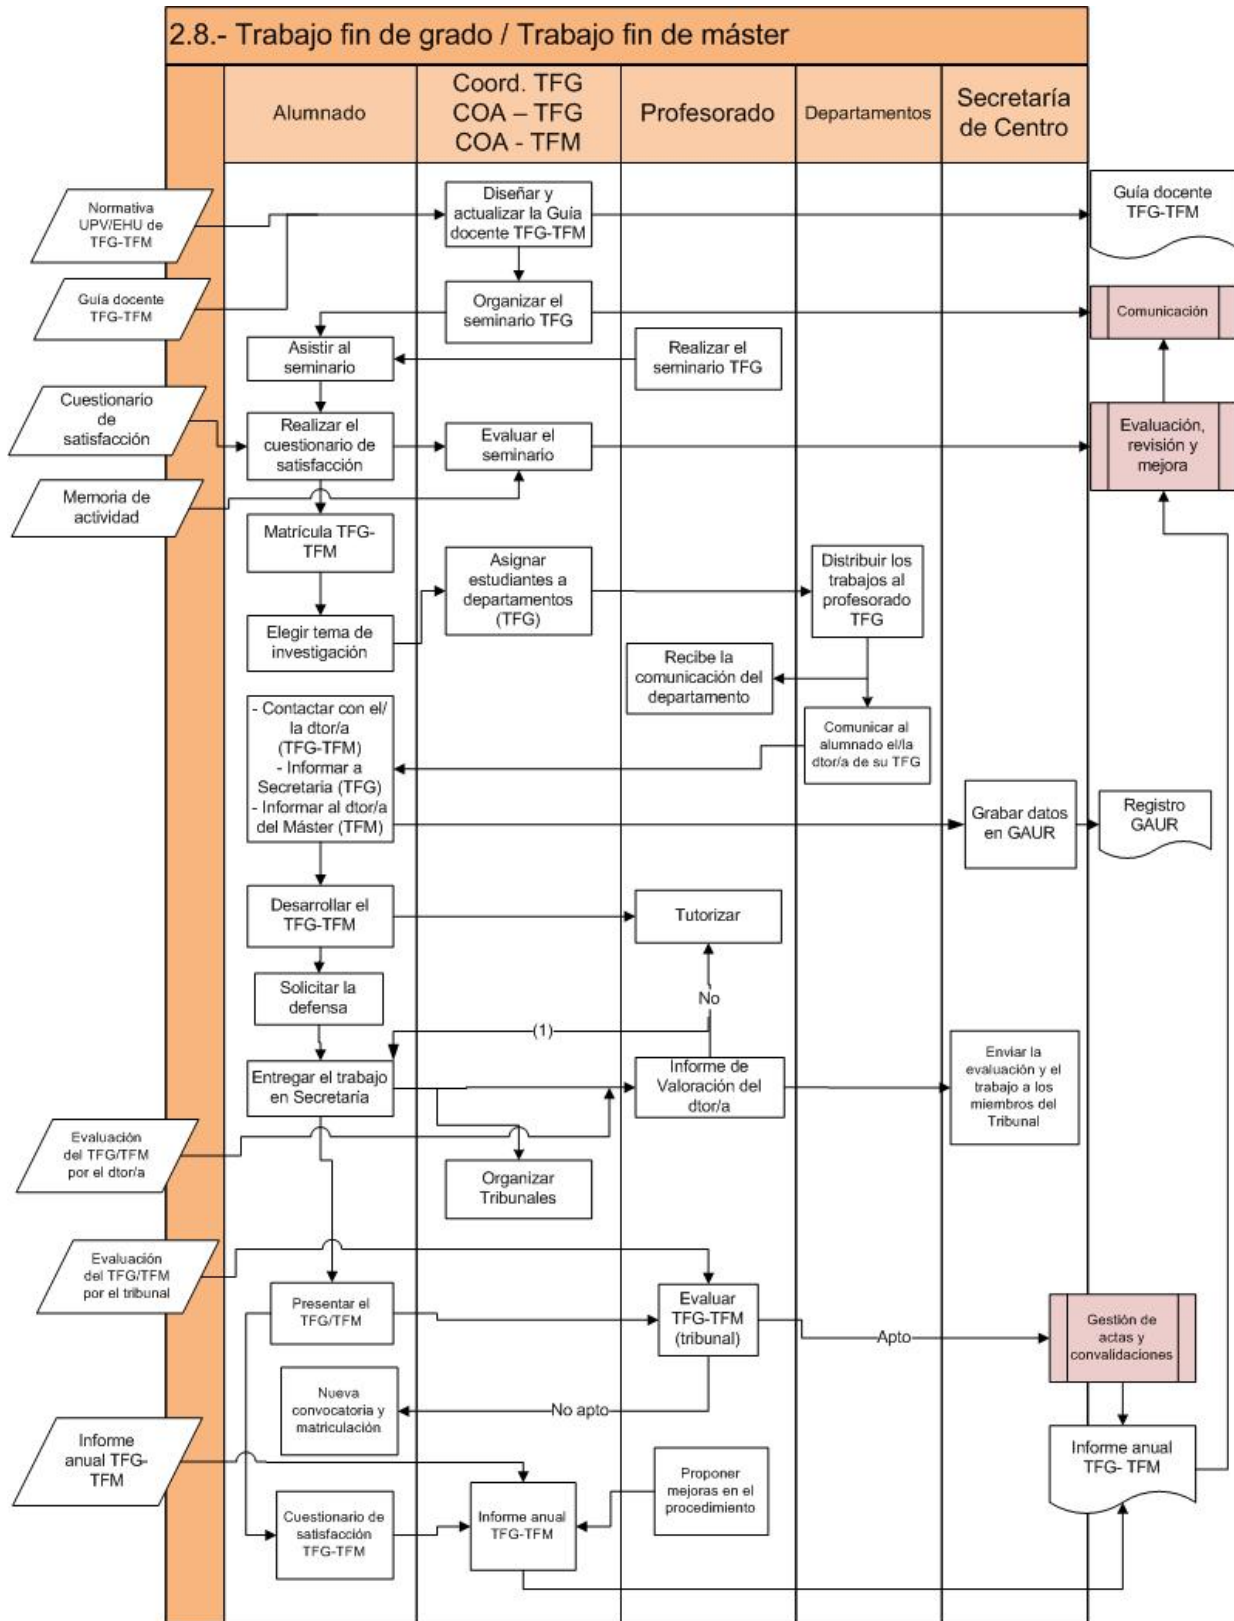 2.8.- Trabajo fin de grado / Trabajo fin de máster
Alumnado
Coord. TFG
COA – TFG
COA - TFM
Profesorado
Departamentos
Secretaría
de Centro
Normativa
UPV/EHU de
TFG-TFM
Diseñar y
actualizar la Guía
docente TFG-TFM
Guía docente
TFG-TFM
Guía docente
TFG-TFM
Organizar el
seminario TFG
Comunicación
Asistir al
seminario
Realizar el
seminario TFG
Cuestionario
de
satisfacción
Realizar el
cuestionario de
satisfacción
Evaluar el
seminario
Evaluación,
revisión y
mejora
Memoria de
actividad
Matrícula TFG-
TFM
Asignar
estudiantes a
departamentos
(TFG)
Distribuir los
trabajos al
profesorado
TFG
Elegir tema de
investigación
Recibe la
comunicación del
departamento
- Contactar con el/
la dtor/a
(TFG-TFM)
- Informar a
Secretaría (TFG)
- Informar al dtor/a
del Máster (TFM)
Comunicar al
alumnado el/la
dtor/a de su TFG
Grabar datos
en GAUR
Registro
GAUR
Desarrollar el
TFG-TFM
Tutorizar
Solicitar la
defensa
No
(1)
Entregar el trabajo
en Secretaría
Informe de
Valoración del
dtor/a
Enviar la
evaluación y el
trabajo a los
miembros del
Tribunal
Evaluación
del TFG/TFM
por el dtor/a
Organizar
Tribunales
Evaluación
del TFG/TFM
por el tribunal
Presentar el
TFG/TFM
Evaluar
TFG-TFM
(tribunal)
Apto
Gestión de
actas y
convalidaciones
Nueva
convocatoria y
matriculación
No apto
Informe
anual TFG-
TFM
Informe anual
TFG- TFM
Proponer
mejoras en el
procedimiento
Cuestionario de
satisfacción
TFG-TFM
Informe anual
TFG-TFM